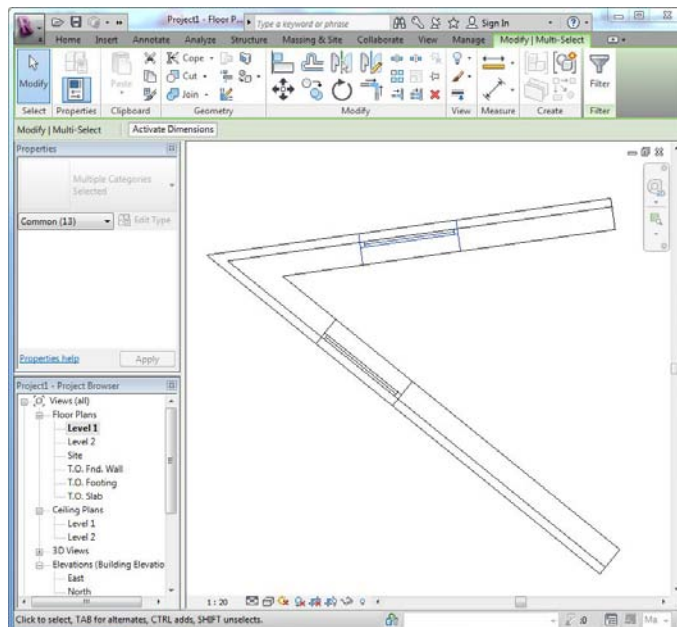 Project1 - Floor P... Type a keyword or phrase Sign In
Home Insert Annotate Analyze Structure Massing & Site Collaborate View Manage Modify | Multi-Select
Modify Paste Cope Cut Join Filter
Select Properties Clipboard Geometry Modify View Measure Create Filter
Modify | Multi-Select Activate Dimensions
Properties
Multiple Categories
Selected
Common (13) Edit Type
Properties help Apply
Project1 - Project Browser
Views (all)
Floor Plans
Level 1
Level 2
Site
T.O. Fnd. Wall
T.O. Footing
T.O. Slab
Ceiling Plans
Level 1
Level 2
3D Views
Elevations (Building Elevatio
East
North
1 : 20
Click to select, TAB for alternates, CTRL adds, SHIFT unselects. :0 Ma